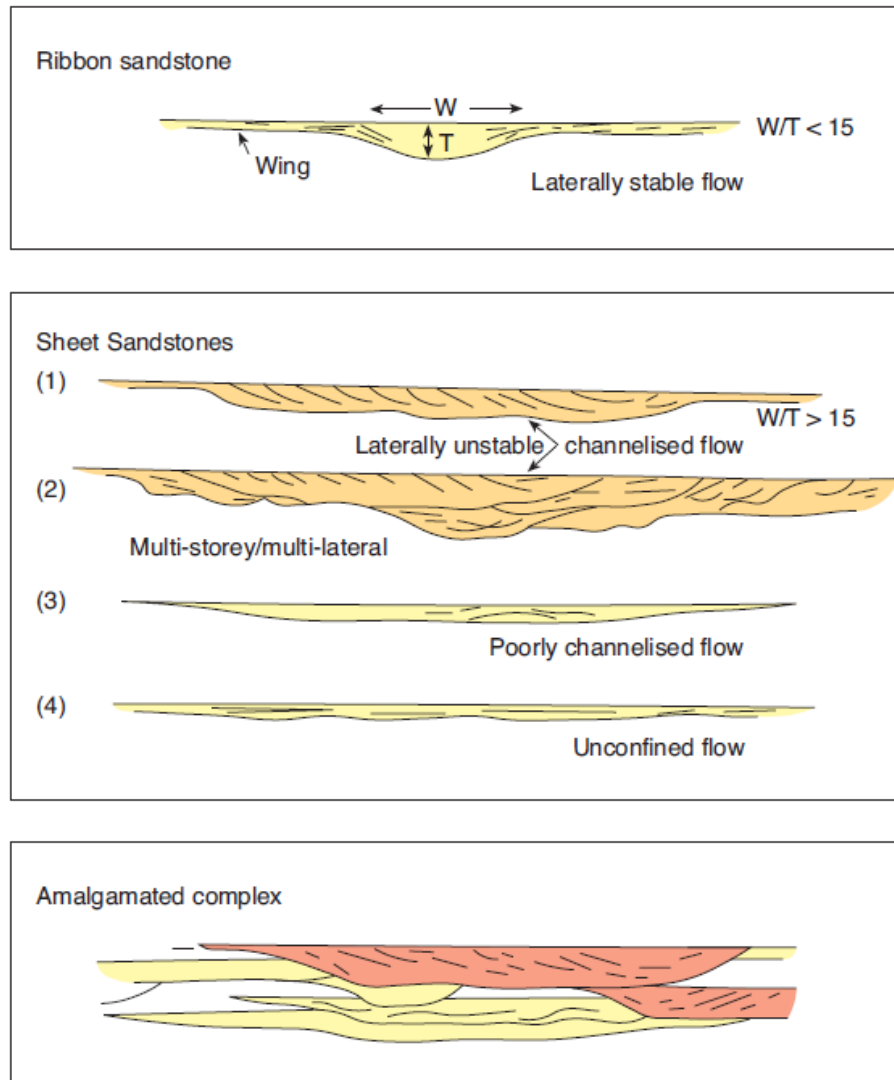 Ribbon sandstone
W
T
W/T < 15
Wing
Laterally stable flow
Sheet Sandstones
(1)
W/T > 15
Laterally unstable channelised flow
(2)
Multi-storey/multi-lateral
(3)
Poorly channelised flow
(4)
Unconfined flow
Amalgamated complex